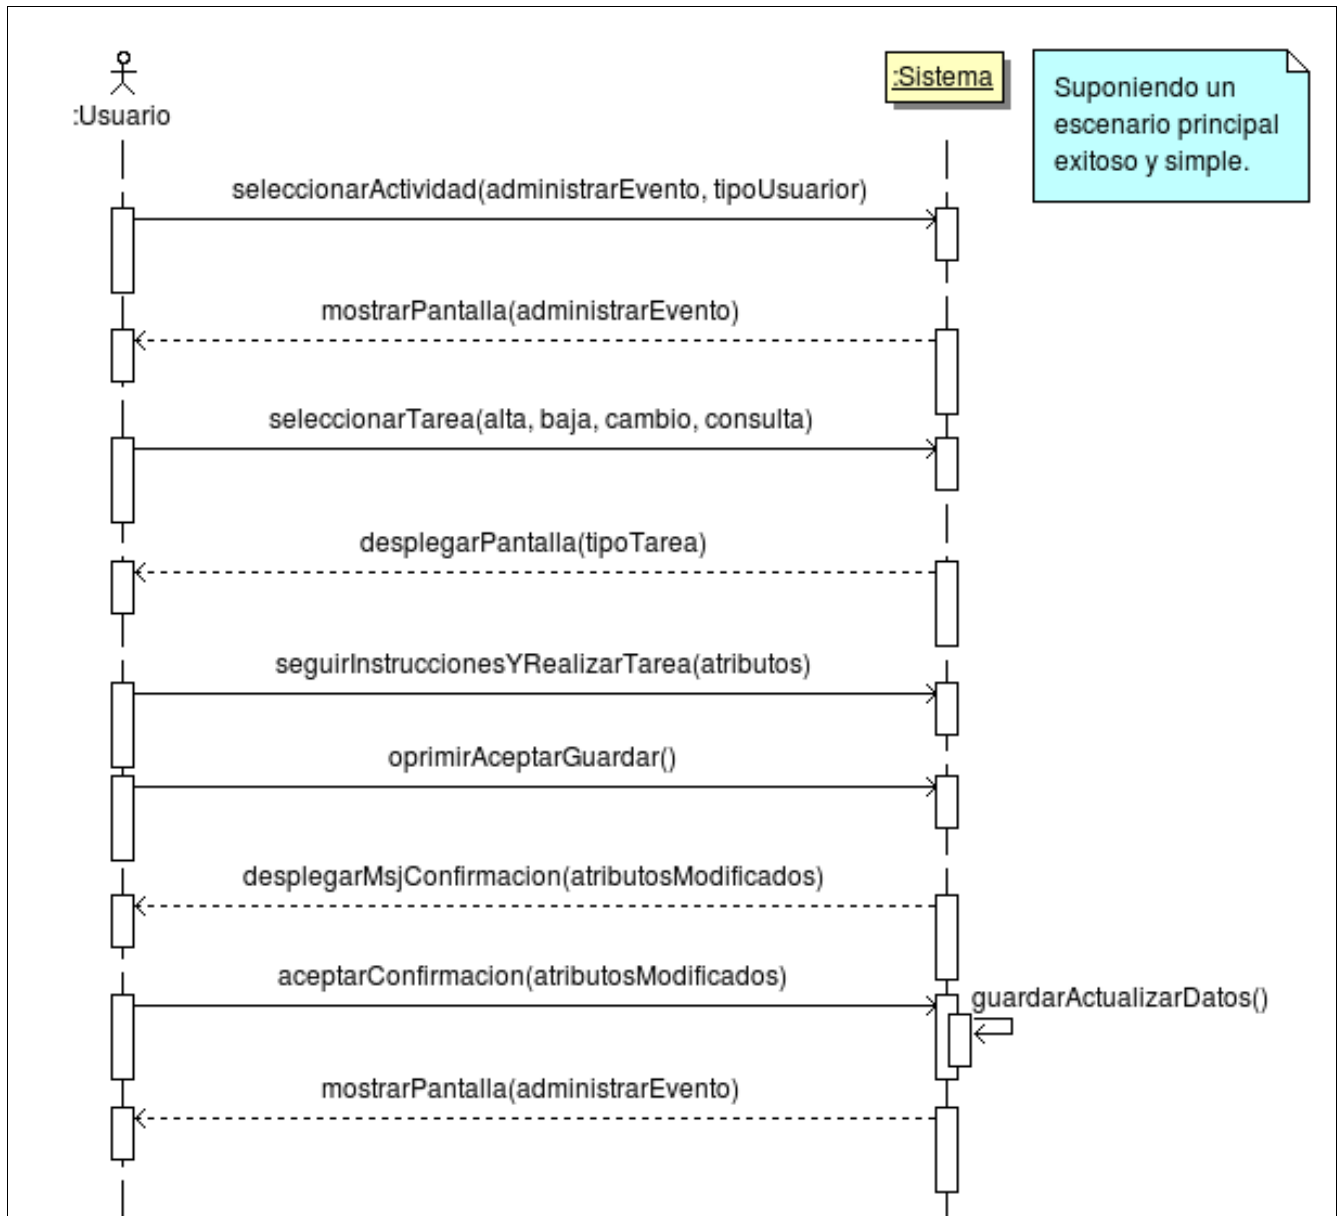 :Usuario
:Sistema
Suponiendo un
escenario principal
exitoso y simple.
seleccionarActividad(administrarEvento, tipoUsuarior)
mostrarPantalla(administrarEvento)
seleccionarTarea(alta, baja, cambio, consulta)
desplegarPantalla(tipoTarea)
seguirInstruccionesYRealizarTarea(atributos)
oprimirAceptarGuardar()
desplegarMsjConfirmacion(atributosModificados)
aceptarConfirmacion(atributosModificados)
guardarActualizarDatos()
mostrarPantalla(administrarEvento)